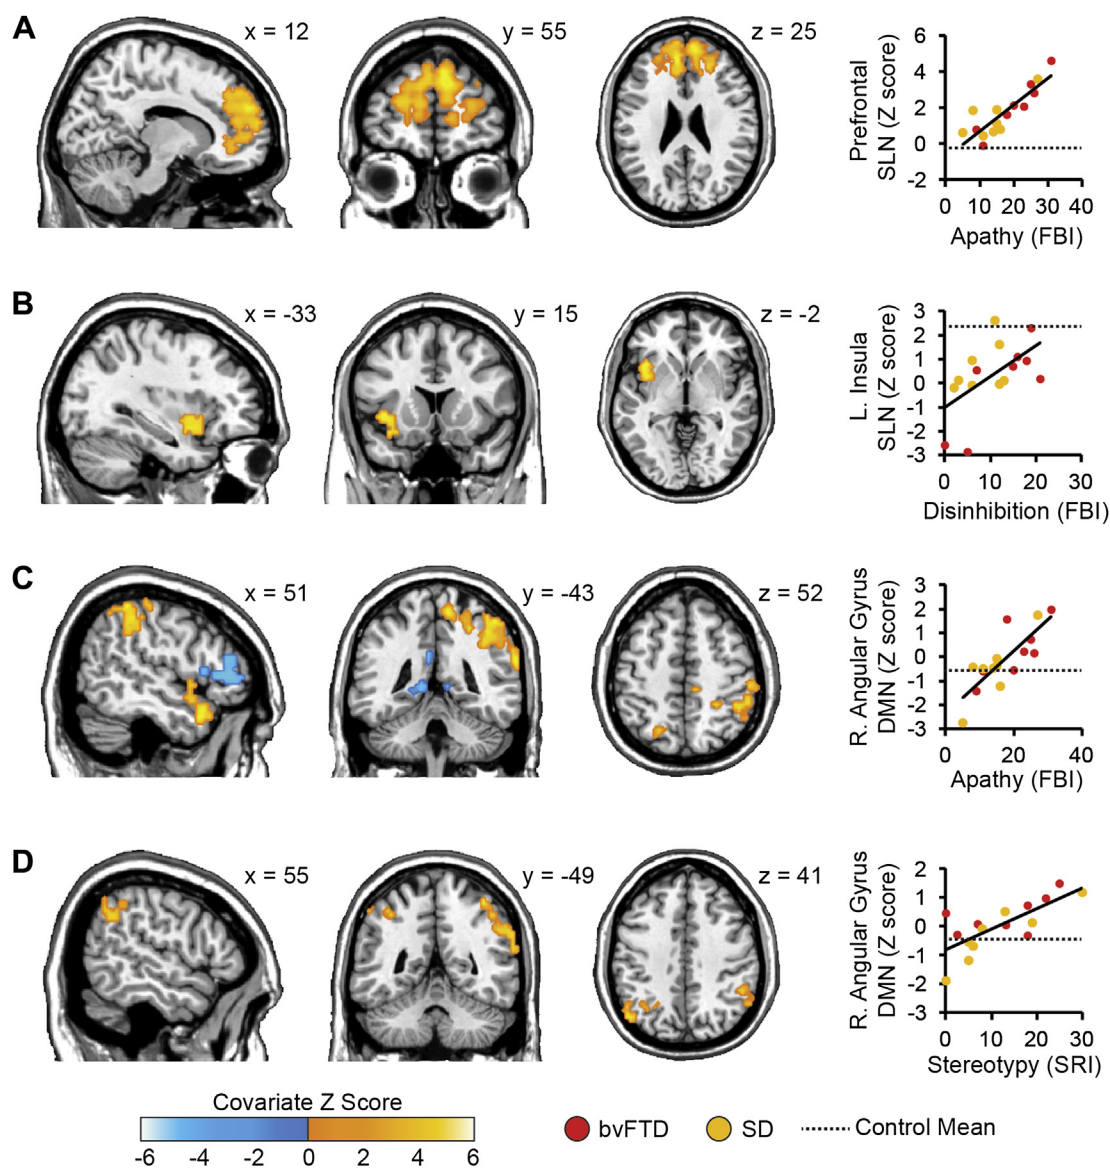 A
x = 12
y = 55
z = 25
Prefrontal
SLN (Z score)
6
4
2
0
-2
0 10 20 30 40
Apathy (FBI)
B
x = -33
y = 15
z = -2
L. Insula
SLN (Z score)
3
2
1
0
-1
-2
-3
0 10 20 30
Disinhibition (FBI)
C
x = 51
y = -43
z = 52
R. Angular Gyrus
DMN (Z score)
3
2
1
0
-1
-2
-3
0 20 40
Apathy (FBI)
D
x = 55
y = -49
z = 41
R. Angular Gyrus
DMN (Z score)
2
1
0
-1
-2
-3
0 10 20 30
Stereotypy (SRI)
Covariate Z Score
-6 -4 -2 0 2 4 6
bvFTD
SD
Control Mean